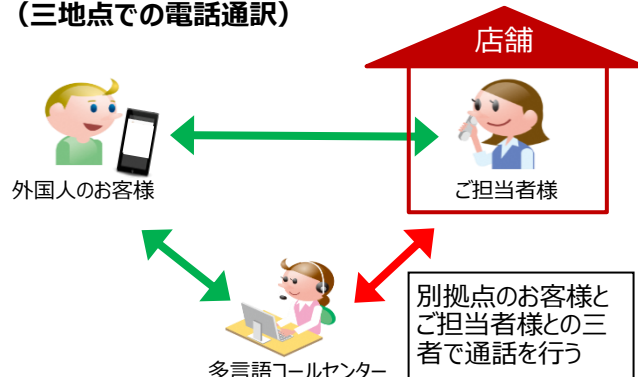 （三地点での電話通訳）
店舗
外国人のお客様
ご担当者様
別拠点のお客様と
ご担当者様との三
者で通話を行う
多言語コールセンター